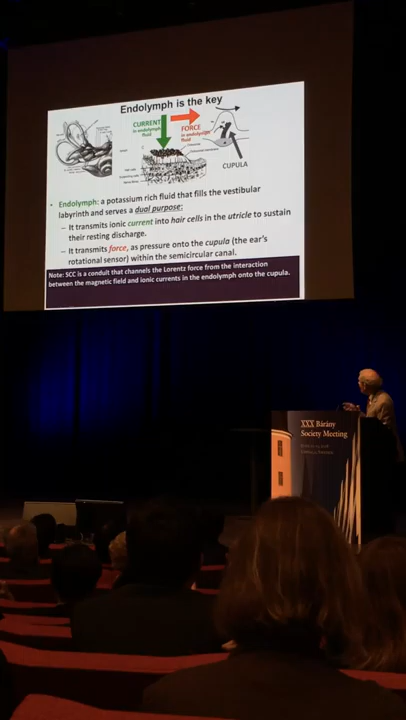 Endolymph is the key
CURRENT
in endolymph
fluid
FORCE
in endolymph
fluid
CUPULA
• Endolymph: a potassium rich fluid that fills the vestibular
labyrinth and serves a dual purpose:
– It transmits ionic current into hair cells in the utricle to sustain
their resting discharge.
– It transmits force, as pressure onto the cupula (the ear's
rotational sensor) within the semicircular canal.
Note: SCC is a conduit that channels the Lorentz force from the interaction
between the magnetic field and ionic currents in the endolymph onto the cupula.
XXX Bárány
Society Meeting